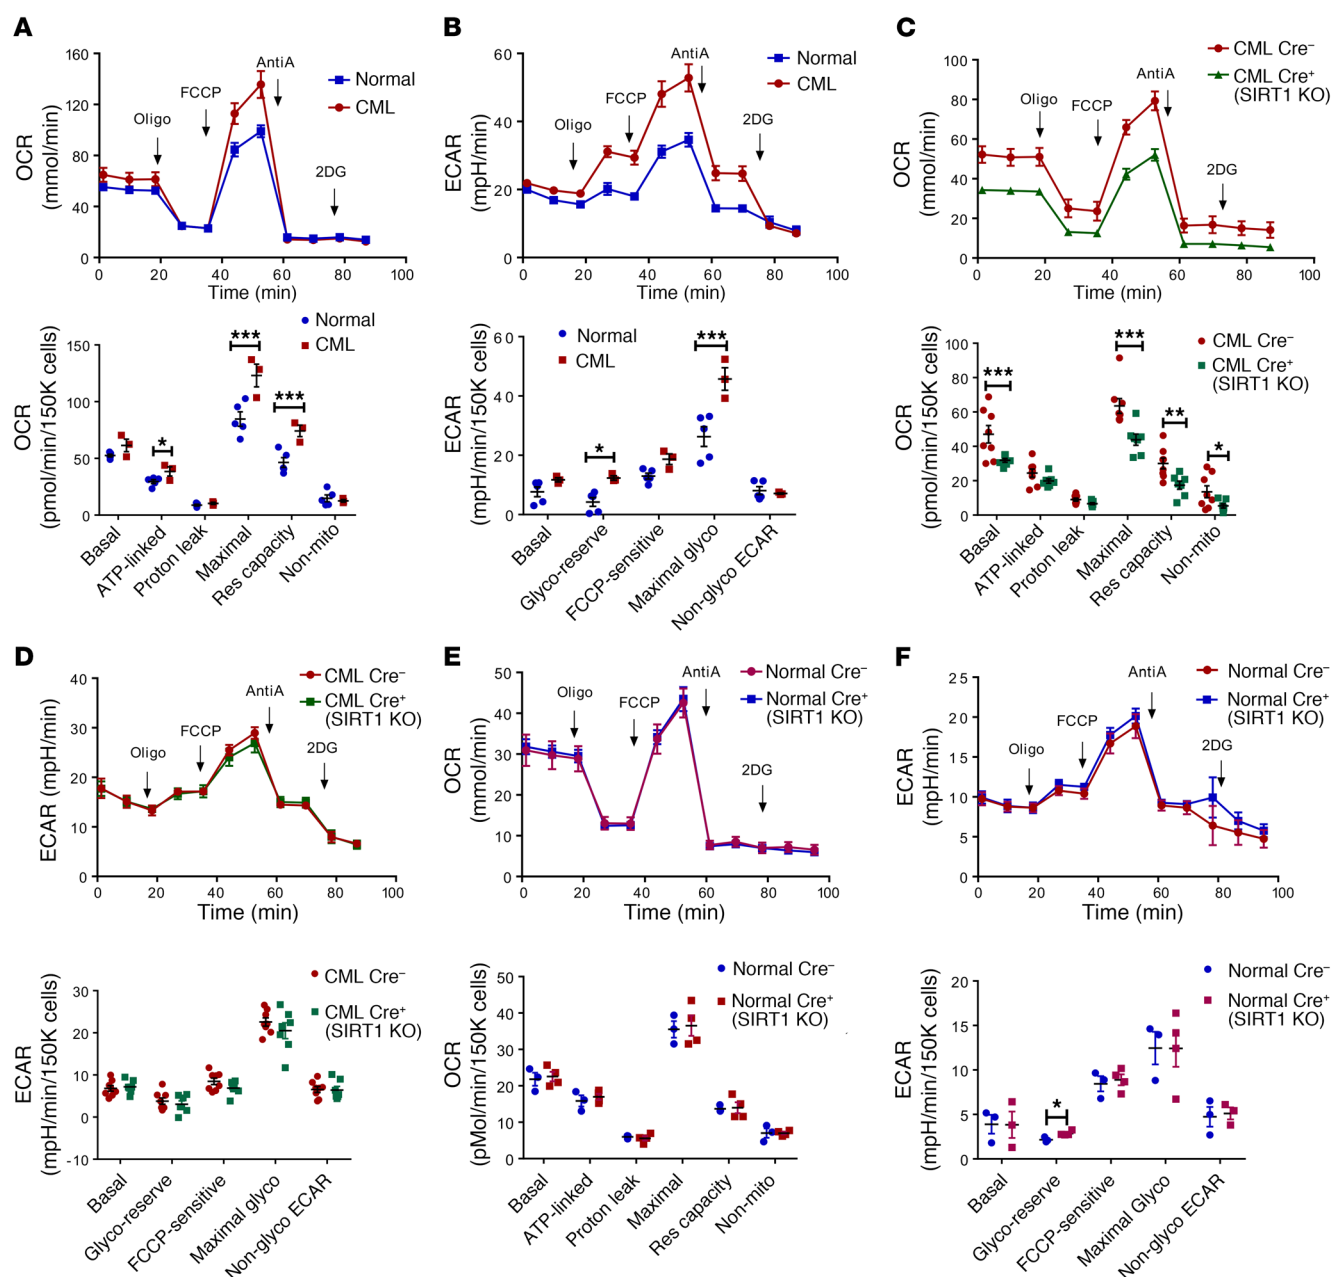 A
160
120
80
40
0
OCR
(mmol/min)
Oligo
FCCP
AntiA
2DG
Normal
CML
0 20 40 60 80 100
Time (min)
150
100
50
0
OCR
(pmol/min/150K cells)
Normal
CML
*
***
***
Basal
ATP-linked
Proton leak
Maximal
Res capacity
Non-mito
B
60
40
20
0
ECAR
(mpH/min)
Oligo
FCCP
AntiA
2DG
Normal
CML
0 20 40 60 80 100
Time (min)
60
40
20
0
ECAR
(mpH/min/150K cells)
Normal
CML
*
***
Basal
Glyco-reserve
FCCP-sensitive
Maximal glyco
Non-glyco ECAR
C
100
80
60
40
20
0
OCR
(mmol/min)
Oligo
FCCP
AntiA
2DG
CML Cre⁻
CML Cre⁺
(SIRT1 KO)
0 20 40 60 80 100
Time (min)
100
80
60
40
20
0
OCR
(pmol/min/150K cells)
CML Cre⁻
CML Cre⁺
(SIRT1 KO)
***
***
**
*
Basal
ATP-linked
Proton leak
Maximal
Res capacity
Non-mito
D
40
30
20
10
0
ECAR (mpH/min)
Oligo
FCCP
AntiA
2DG
CML Cre⁻
CML Cre⁺
(SIRT1 KO)
0 20 40 60 80 100
Time (min)
30
20
10
0
-10
ECAR
(mpH/min/150K cells)
CML Cre⁻
CML Cre⁺
(SIRT1 KO)
Basal
Glyco-reserve
FCCP-sensitive
Maximal glyco
Non-glyco ECAR
E
50
40
30
20
10
0
OCR
(mmol/min)
Oligo
FCCP
AntiA
2DG
Normal Cre⁻
Normal Cre⁺
(SIRT1 KO)
0 20 40 60 80 100
Time (min)
50
40
30
20
10
0
OCR
(pMol/min/150K cells)
Normal Cre⁻
Normal Cre⁺
(SIRT1 KO)
Basal
ATP-linked
Proton leak
Maximal
Res capacity
Non-mito
F
25
20
15
10
5
0
ECAR
(mpH/min)
Oligo
FCCP
AntiA
2DG
Normal Cre⁻
Normal Cre⁺
(SIRT1 KO)
0 20 40 60 80 100
Time (min)
20
15
10
5
0
ECAR
(mpH/min/150K cells)
Normal Cre⁻
Normal Cre⁺
(SIRT1 KO)
*
Basal
Glyco-reserve
FCCP-sensitive
Maximal Glyco
Non-glyco ECAR